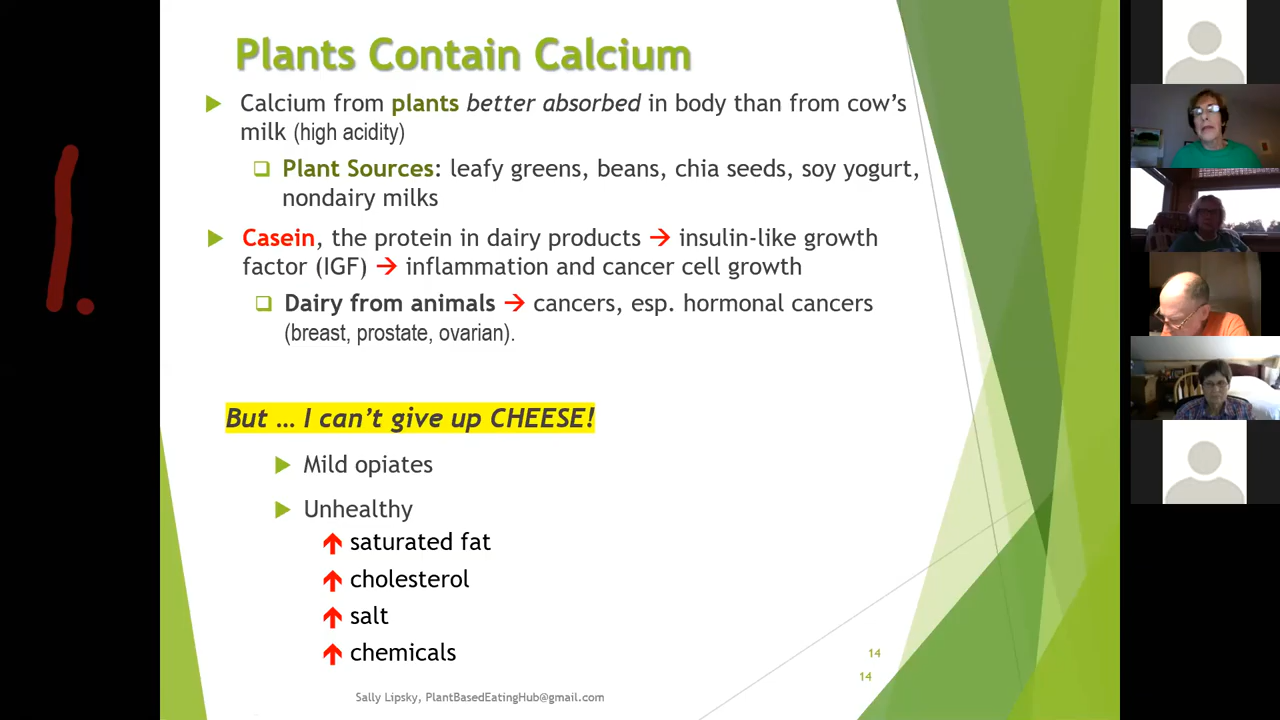 Plants Contain Calcium
Calcium from plants better absorbed in body than from cow's
milk (high acidity)
Plant Sources: leafy greens, beans, chia seeds, soy yogurt,
nondairy milks
Casein, the protein in dairy products → insulin-like growth
factor (IGF) → inflammation and cancer cell growth
Dairy from animals → cancers, esp. hormonal cancers
(breast, prostate, ovarian).
But … I can't give up CHEESE!
Mild opiates
Unhealthy
saturated fat
cholesterol
salt
chemicals
14
14
Sally Lipsky, PlantBasedEatingHub@gmail.com
1.